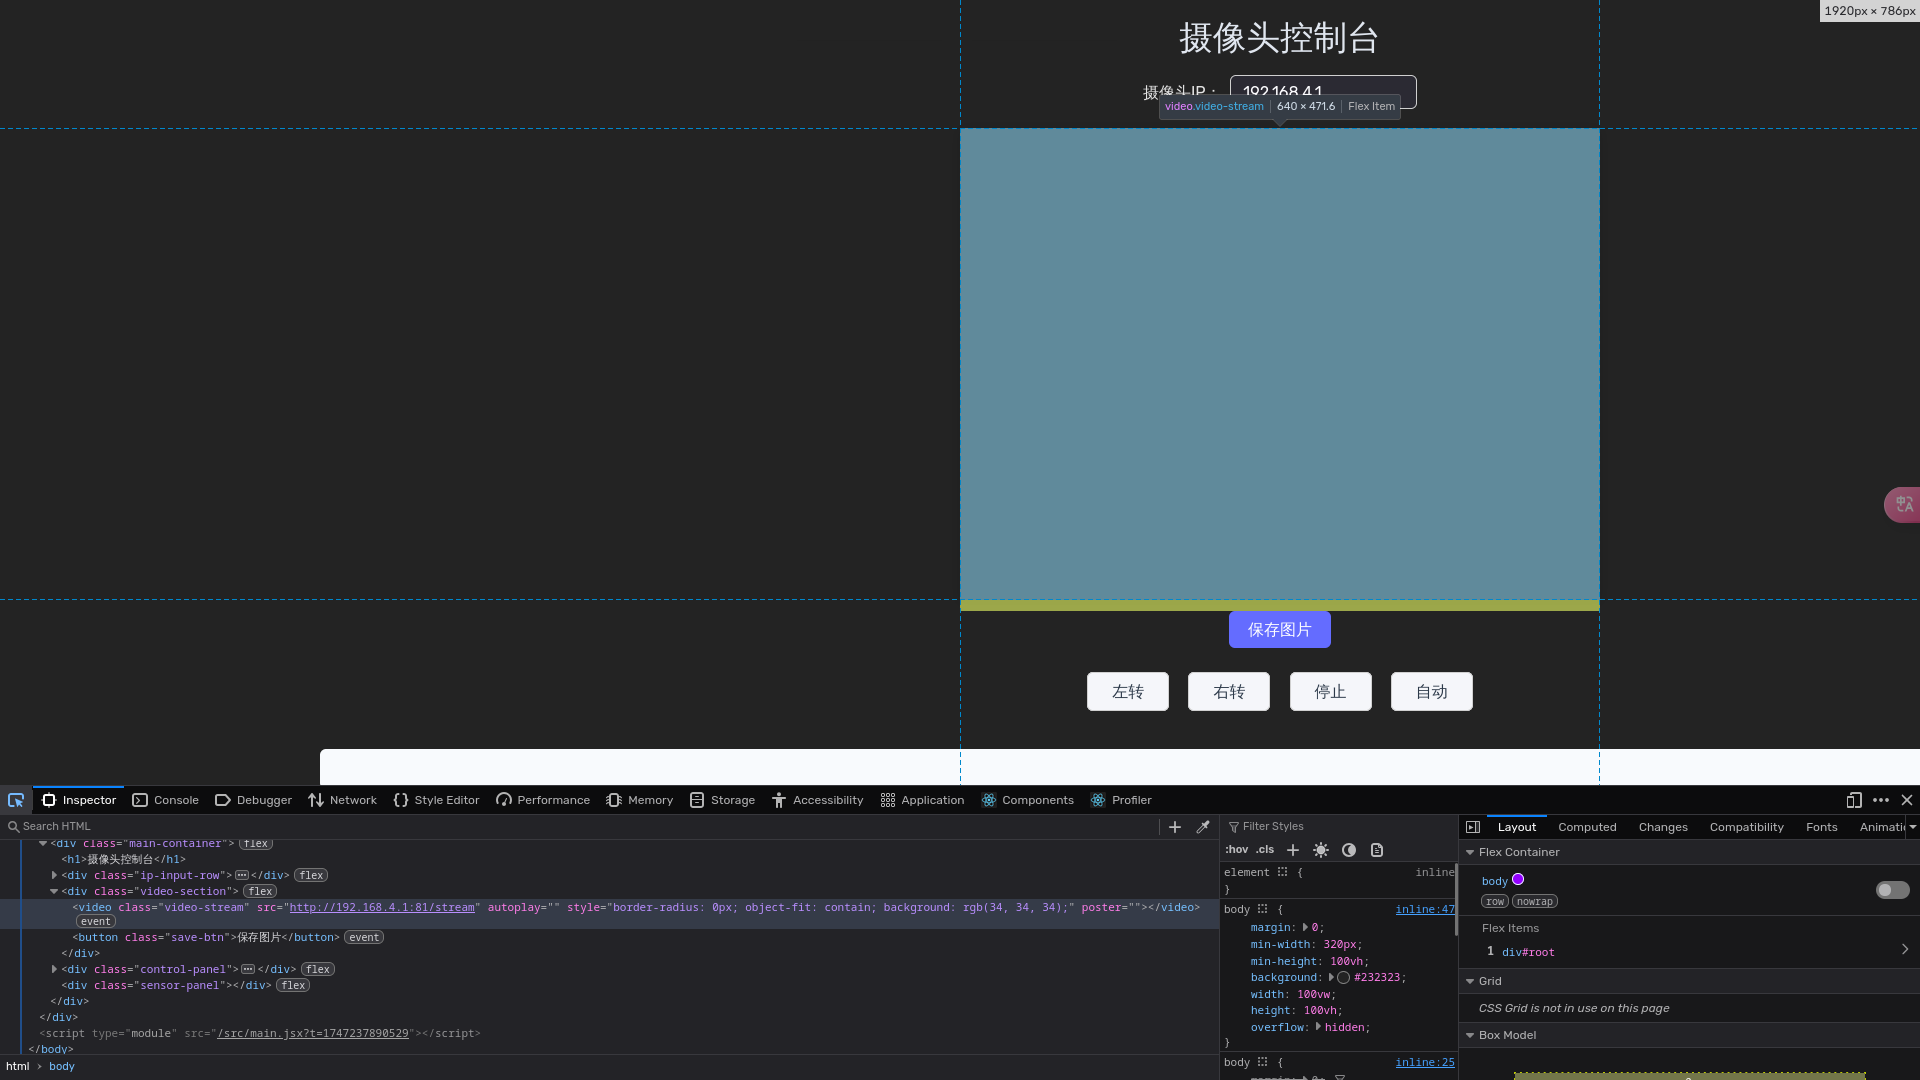 1920px × 786px
摄像头控制台
摄像头IP： 192.168.4.1
video.video-stream 640 × 471.6 Flex Item
保存图片
左转 右转 停止 自动
Inspector Console Debugger Network Style Editor Performance Memory Storage Accessibility Application Components Profiler
Search HTML
<div class="main-container"> flex
<h1>摄像头控制台</h1>
<div class="ip-input-row"> ••• </div> flex
<div class="video-section"> flex
<video class="video-stream" src="http://192.168.4.1:81/stream" autoplay="" style="border-radius: 0px; object-fit: contain; background: rgb(34, 34, 34);" poster=""></video>
event
<button class="save-btn">保存图片</button> event
</div>
<div class="control-panel"> ••• </div> flex
<div class="sensor-panel"></div> flex
</div>
</div>
<script type="module" src="/src/main.jsx?t=1747237890529"></script>
</body>
html › body
Filter Styles
:hov .cls
element { inline
}
body { inline:47
margin: 0;
min-width: 320px;
min-height: 100vh;
background: #232323;
width: 100vw;
height: 100vh;
overflow: hidden;
}
body { inline:25
Layout Computed Changes Compatibility Fonts Animati
Flex Container
body
row nowrap
Flex Items
1 div#root
Grid
CSS Grid is not in use on this page
Box Model